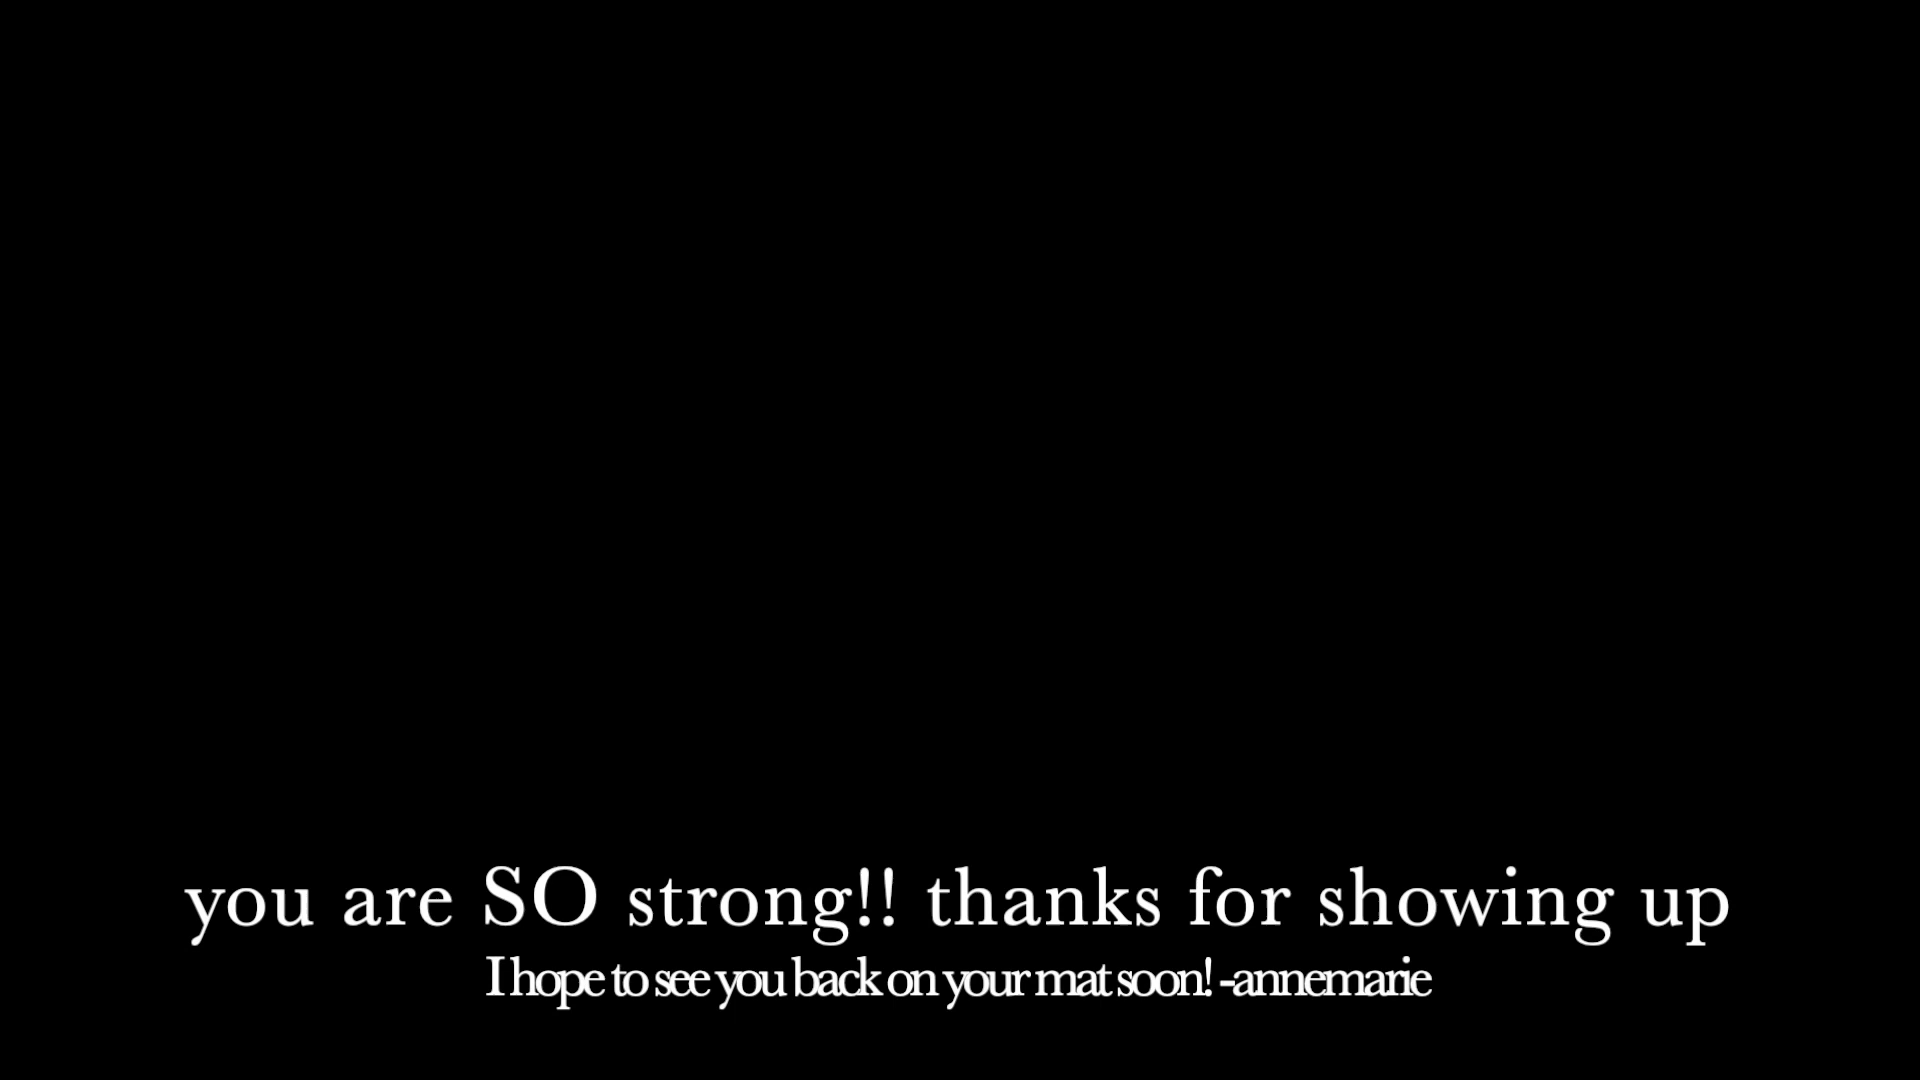 you are SO strong!! thanks for showing up
I hope to see you back on your mat soon! -annemarie